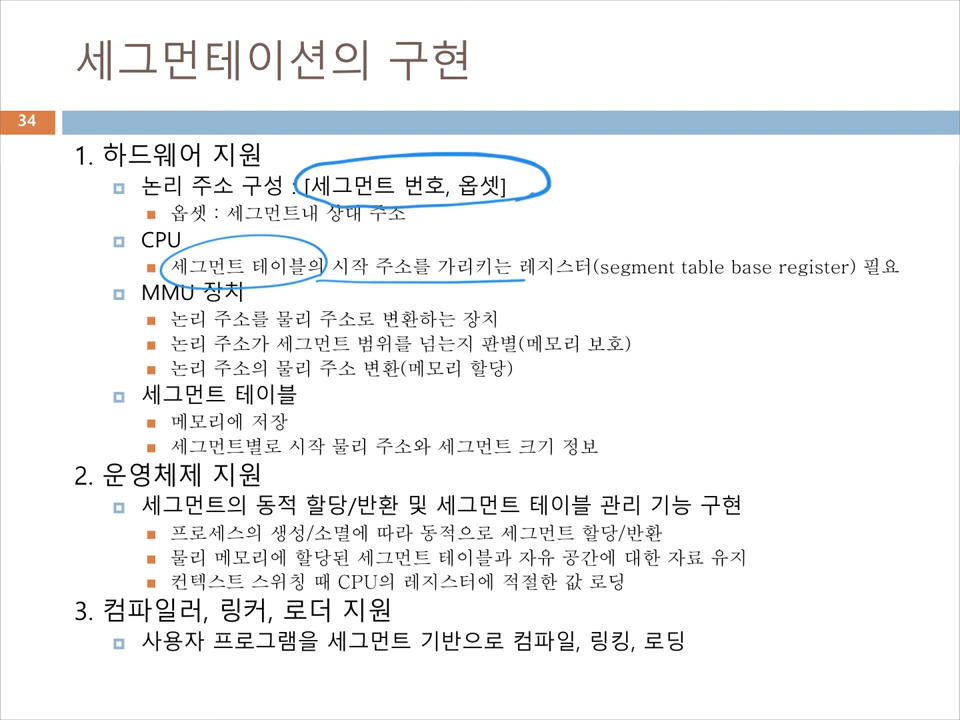 세그먼테이션의 구현
34
1. 하드웨어 지원
논리 주소 구성 : [세그먼트 번호, 옵셋]
옵셋 : 세그먼트내 상대 주소
CPU
세그먼트 테이블의 시작 주소를 가리키는 레지스터(segment table base register) 필요
MMU 장치
논리 주소를 물리 주소로 변환하는 장치
논리 주소가 세그먼트 범위를 넘는지 판별(메모리 보호)
논리 주소의 물리 주소 변환(메모리 할당)
세그먼트 테이블
메모리에 저장
세그먼트별로 시작 물리 주소와 세그먼트 크기 정보
2. 운영체제 지원
세그먼트의 동적 할당/반환 및 세그먼트 테이블 관리 기능 구현
프로세스의 생성/소멸에 따라 동적으로 세그먼트 할당/반환
물리 메모리에 할당된 세그먼트 테이블과 자유 공간에 대한 자료 유지
컨텍스트 스위칭 때 CPU의 레지스터에 적절한 값 로딩
3. 컴파일러, 링커, 로더 지원
사용자 프로그램을 세그먼트 기반으로 컴파일, 링킹, 로딩